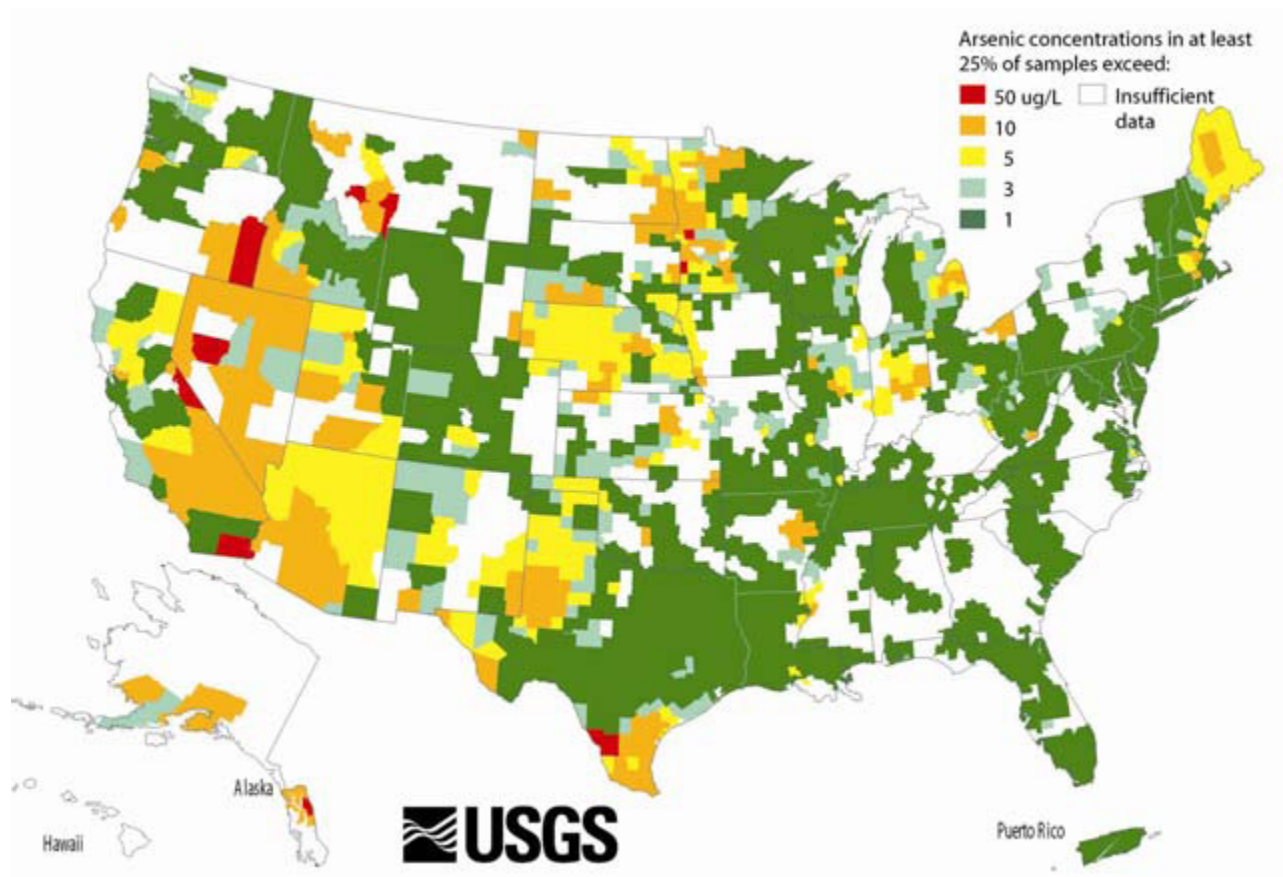 Arsenic concentrations in at least
25% of samples exceed:
50 ug/L Insufficient
data
10
5
3
1
Alaska
Hawaii
USGS
Puerto Rico